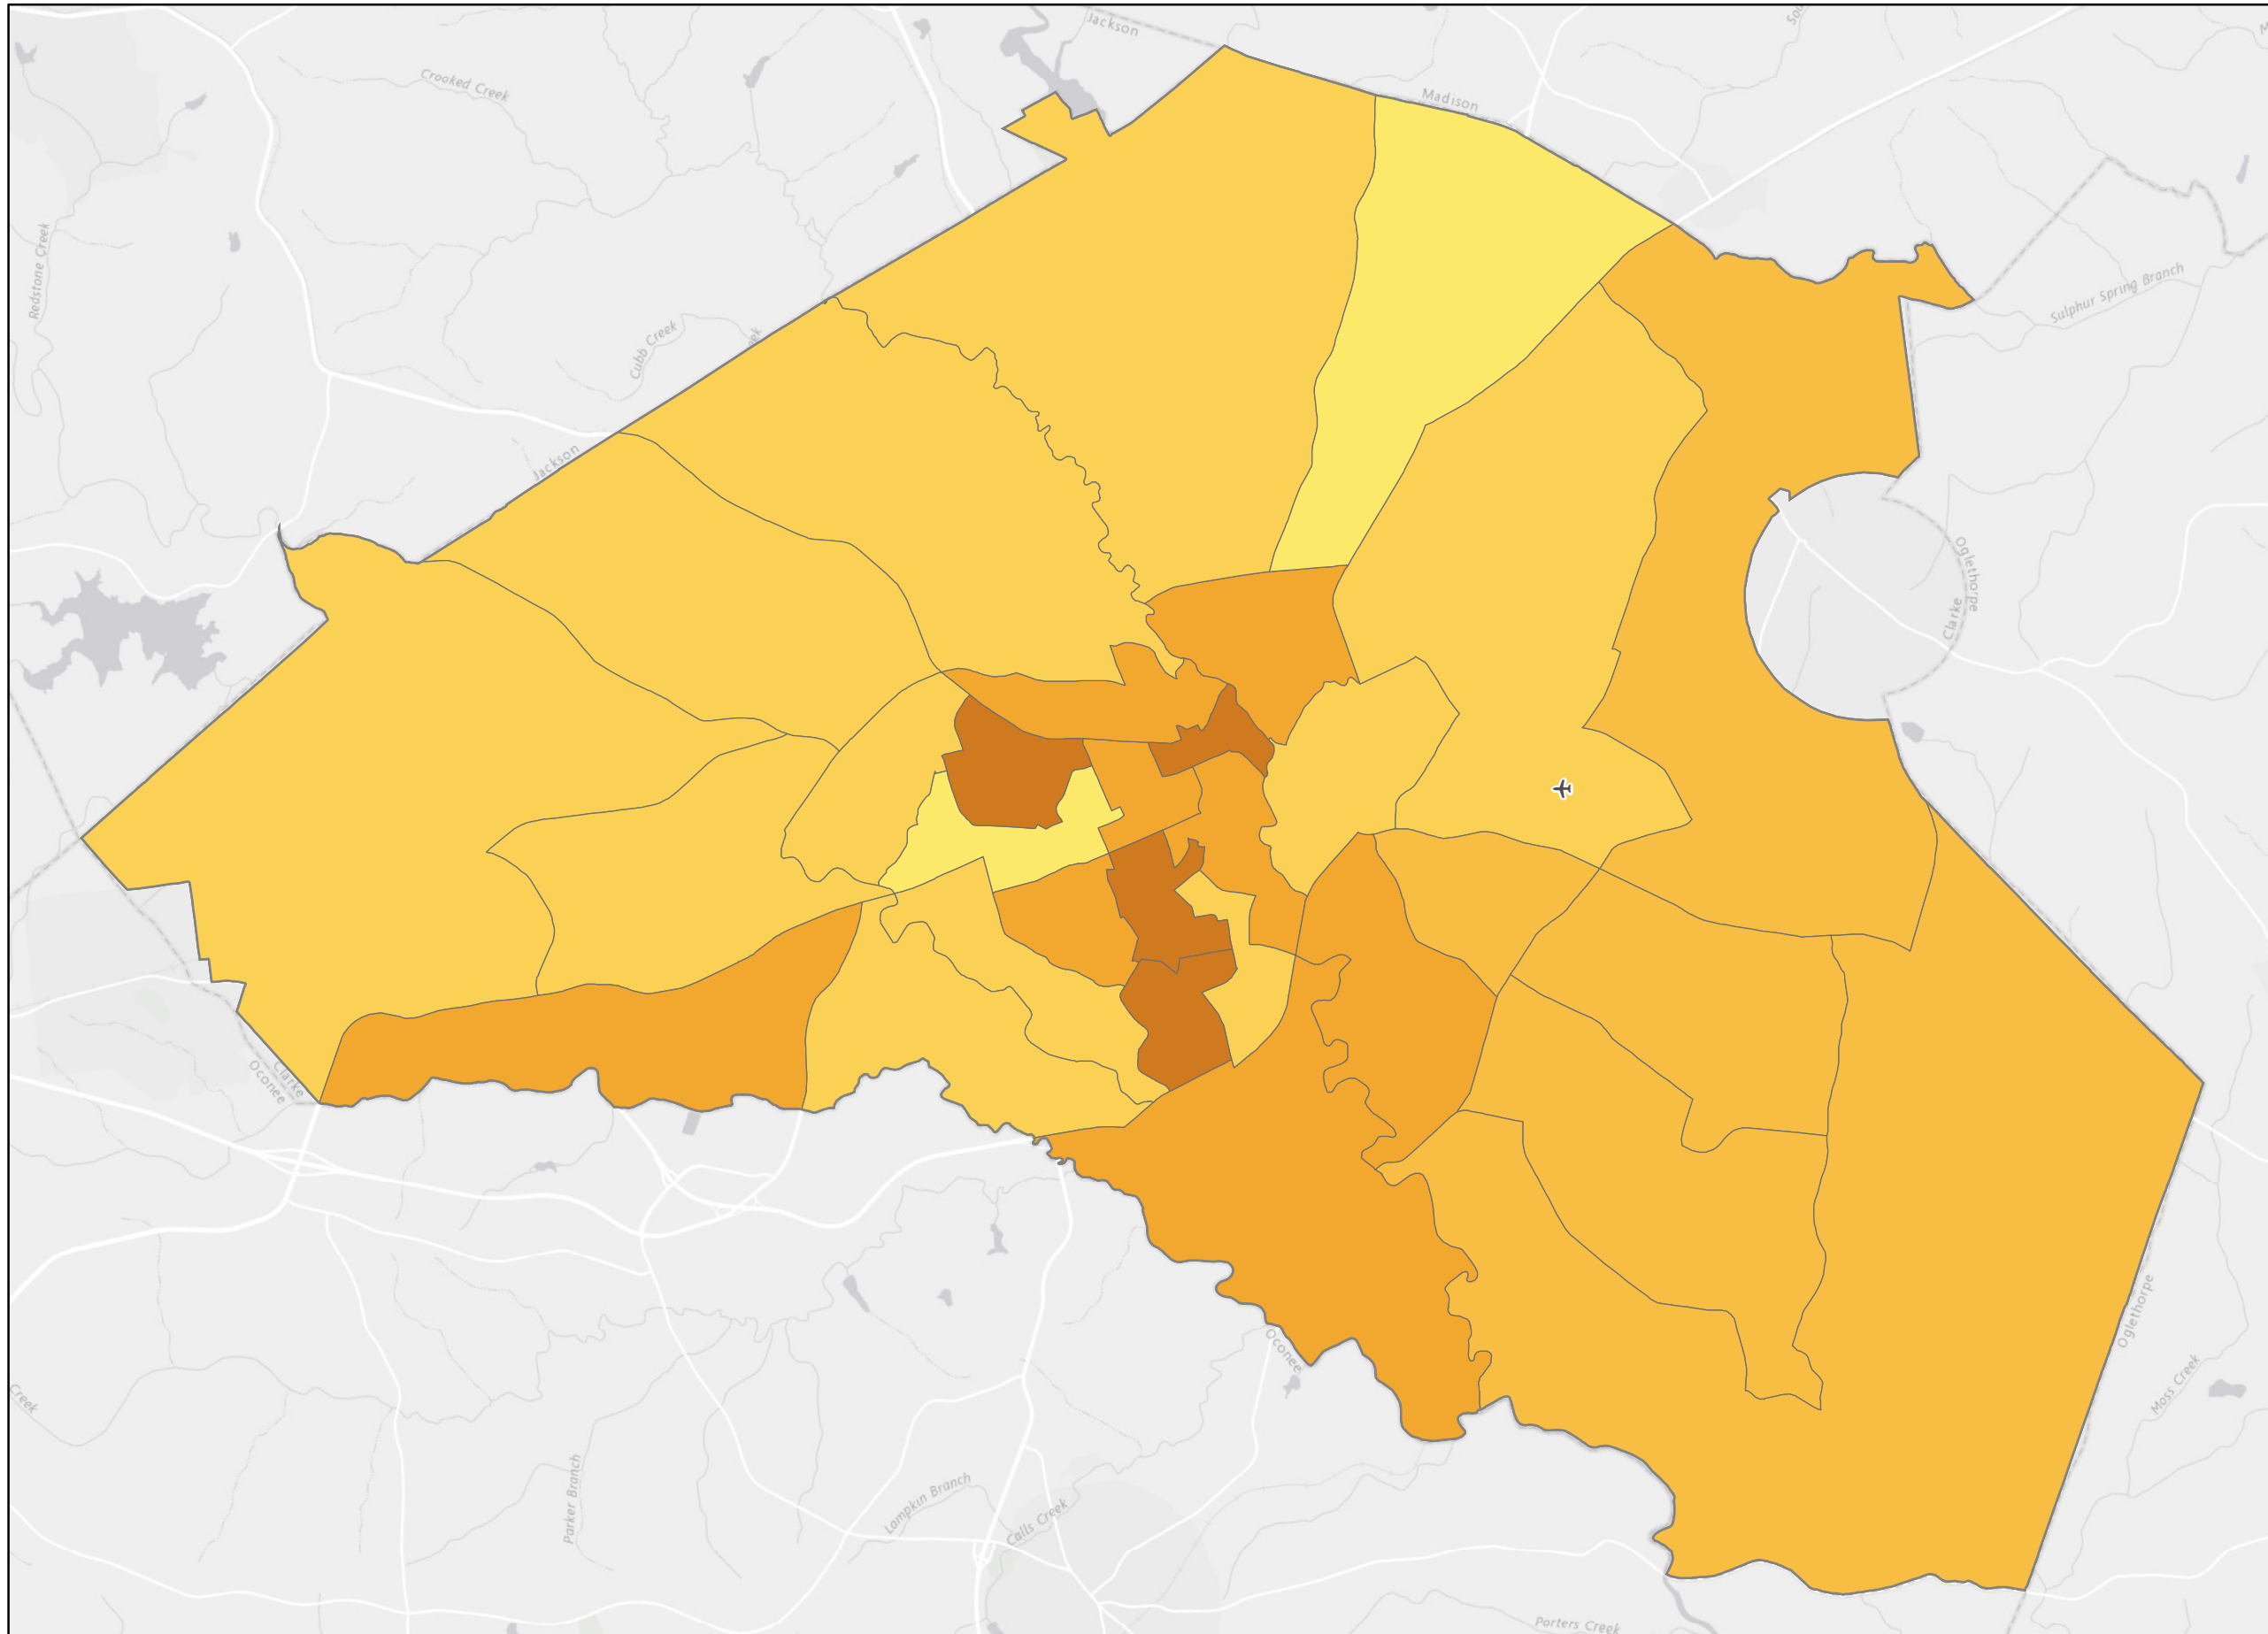 Jackson
Madison
Crooked Creek
Redstone Creek
Sulphur Spring Branch
Cubb Creek
Jackson
Oglethorpe
Clarke
Clarke
Oconee
Oglethorpe
Oconee
Moss Creek
Creek
Parker Branch
Lampkin Branch
Calls Creek
Porters Creek